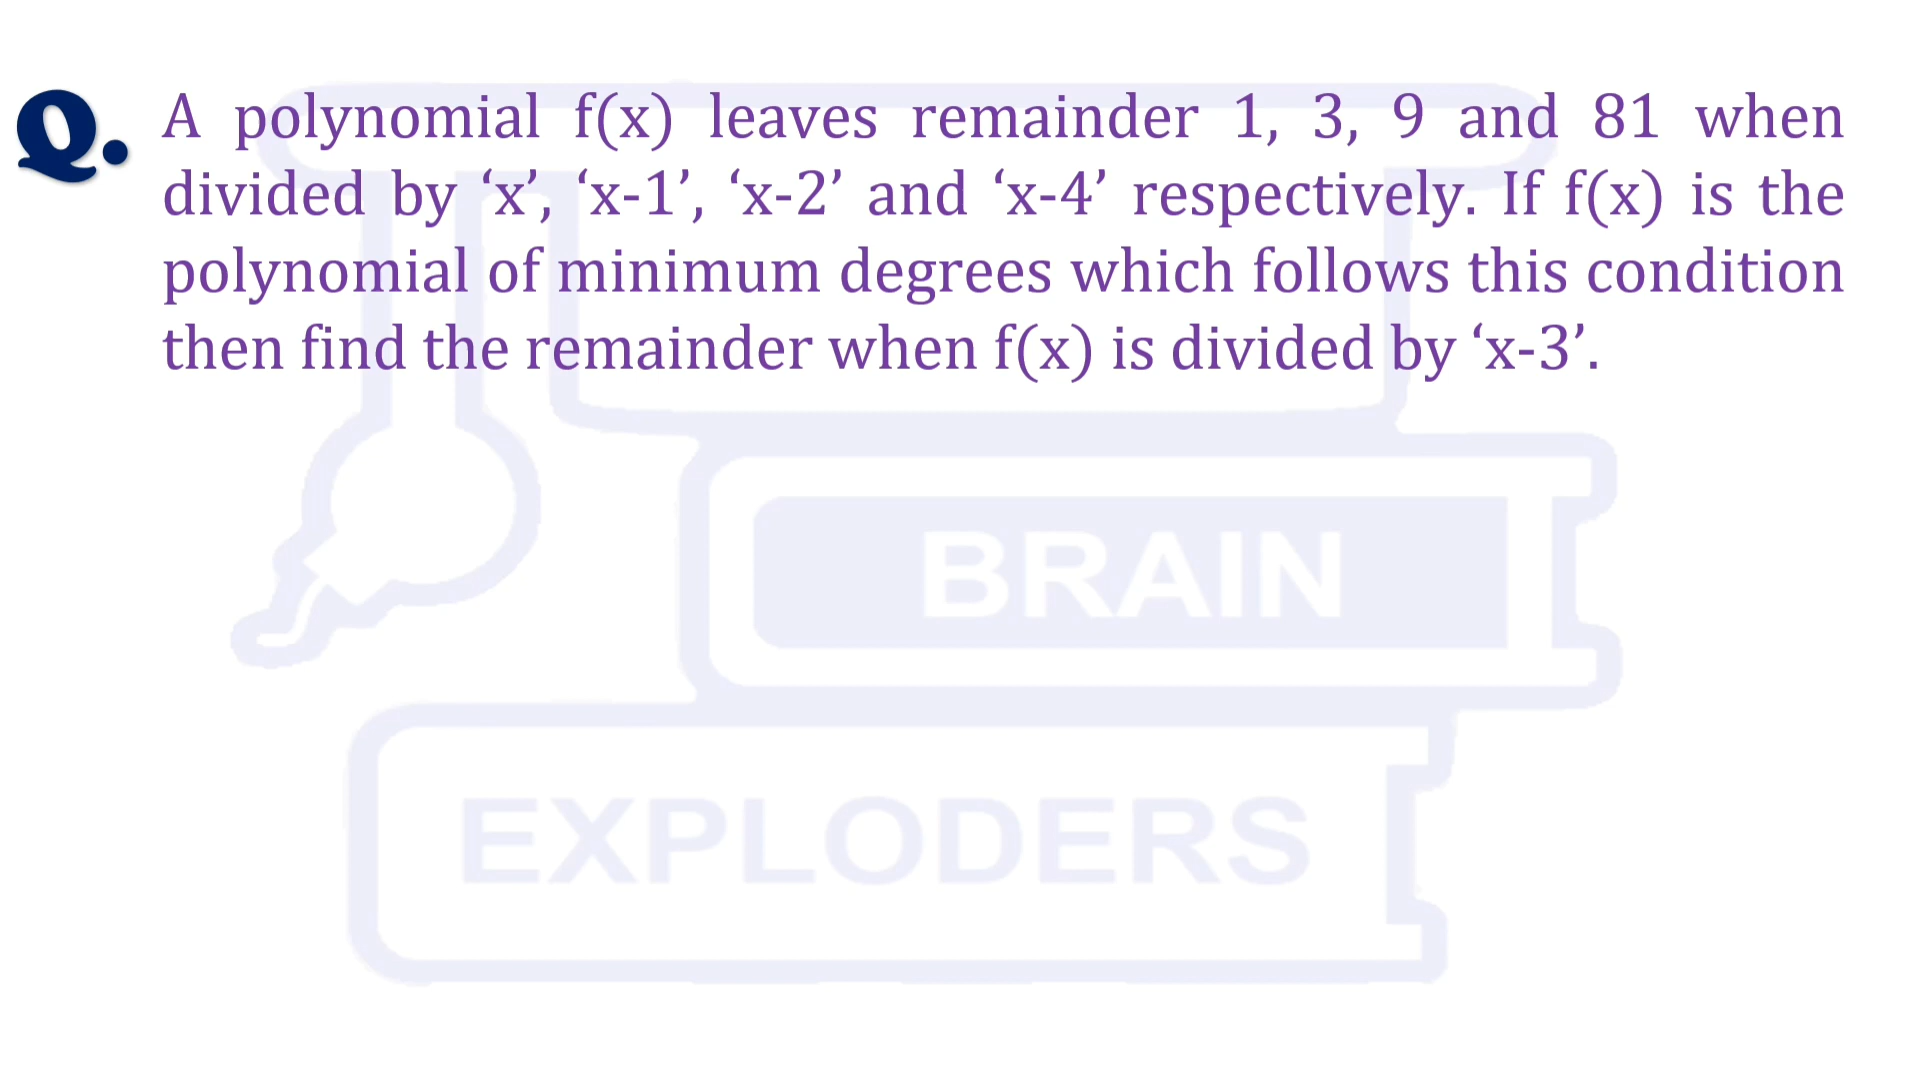 Q. A polynomial f(x) leaves remainder 1, 3, 9 and 81 when
divided by ‘x’, ‘x-1’, ‘x-2’ and ‘x-4’ respectively. If f(x) is the
polynomial of minimum degrees which follows this condition
then find the remainder when f(x) is divided by ‘x-3’.
BRAIN
EXPLODERS